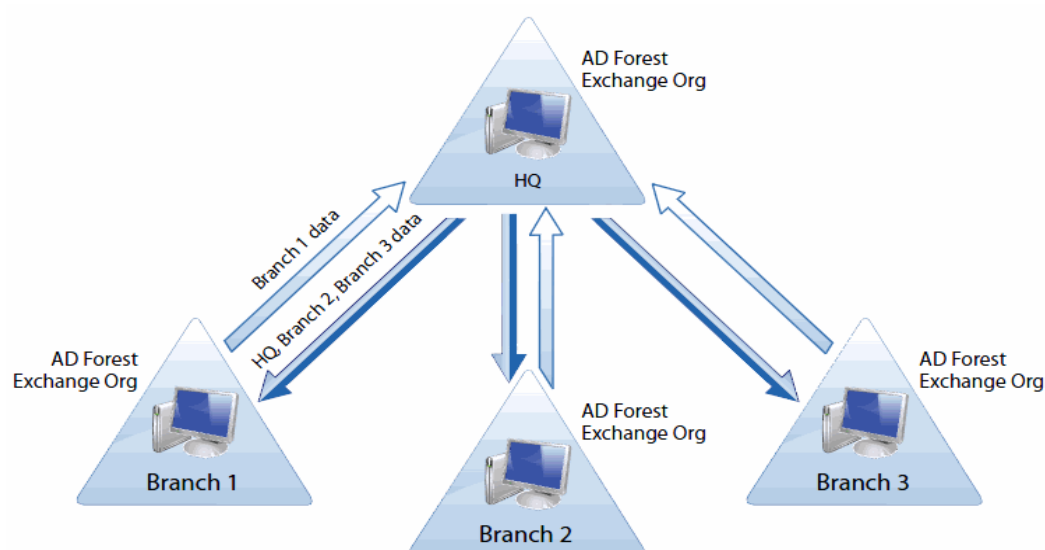 AD Forest
Exchange Org
HQ
Branch 1 data
HQ, Branch 2, Branch 3 data
AD Forest
Exchange Org
Branch 1
AD Forest
Exchange Org
Branch 2
AD Forest
Exchange Org
Branch 3